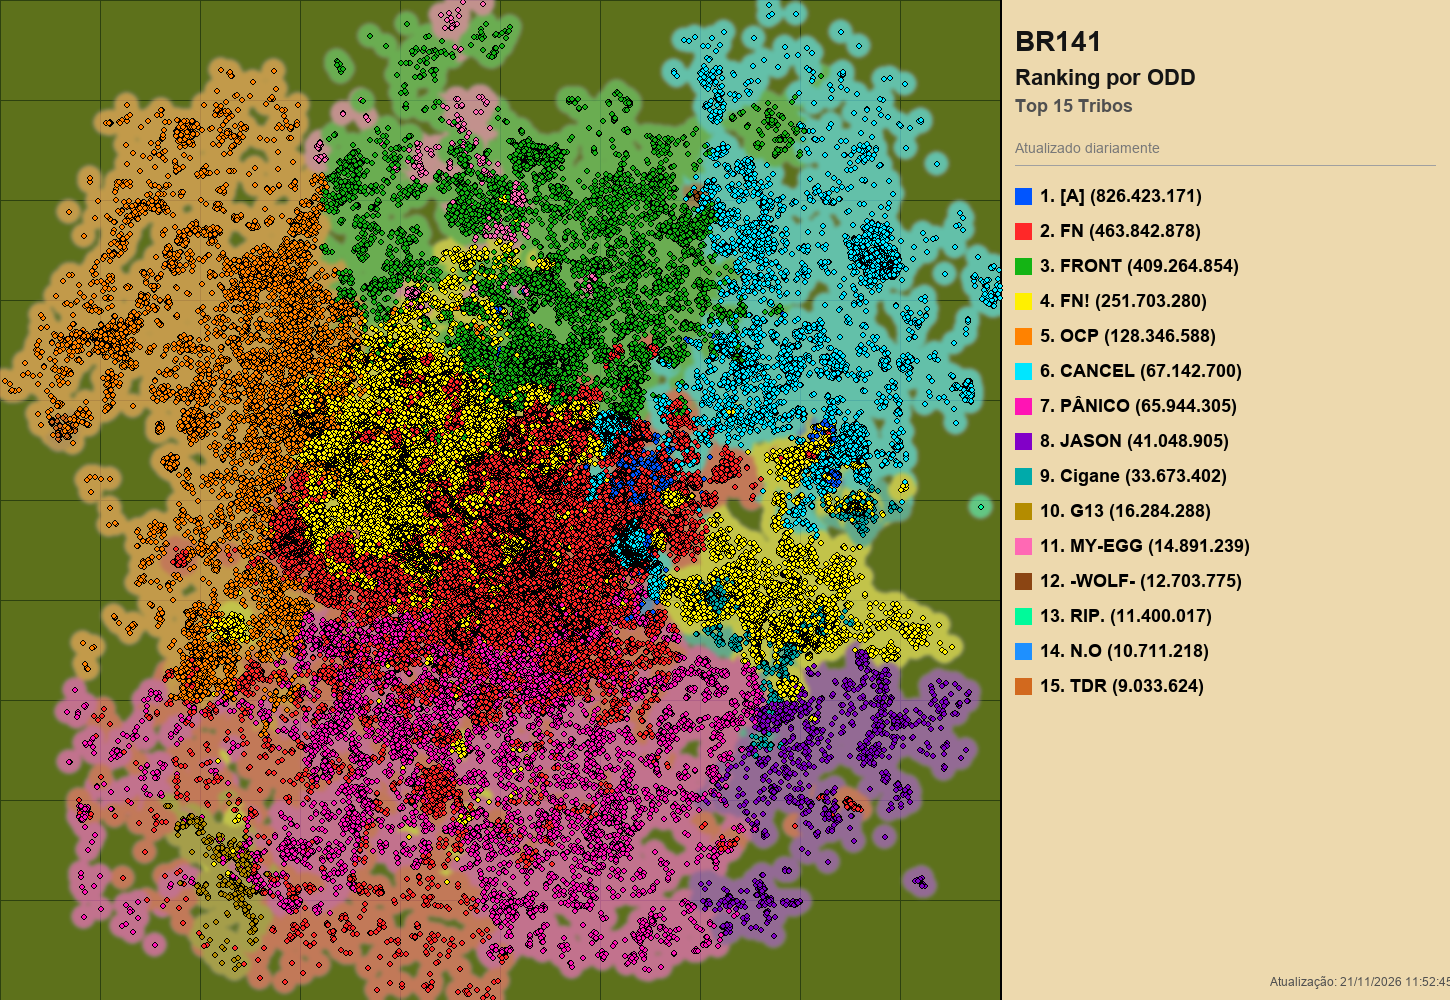 BR141
Ranking por ODD
Top 15 Tribos
Atualizado diariamente
1. [A] (826.423.171)
2. FN (463.842.878)
3. FRONT (409.264.854)
4. FN! (251.703.280)
5. OCP (128.346.588)
6. CANCEL (67.142.700)
7. PÂNICO (65.944.305)
8. JASON (41.048.905)
9. Cigane (33.673.402)
10. G13 (16.284.288)
11. MY-EGG (14.891.239)
12. -WOLF- (12.703.775)
13. RIP. (11.400.017)
14. N.O (10.711.218)
15. TDR (9.033.624)
Atualização: 21/11/2026 11:52:45